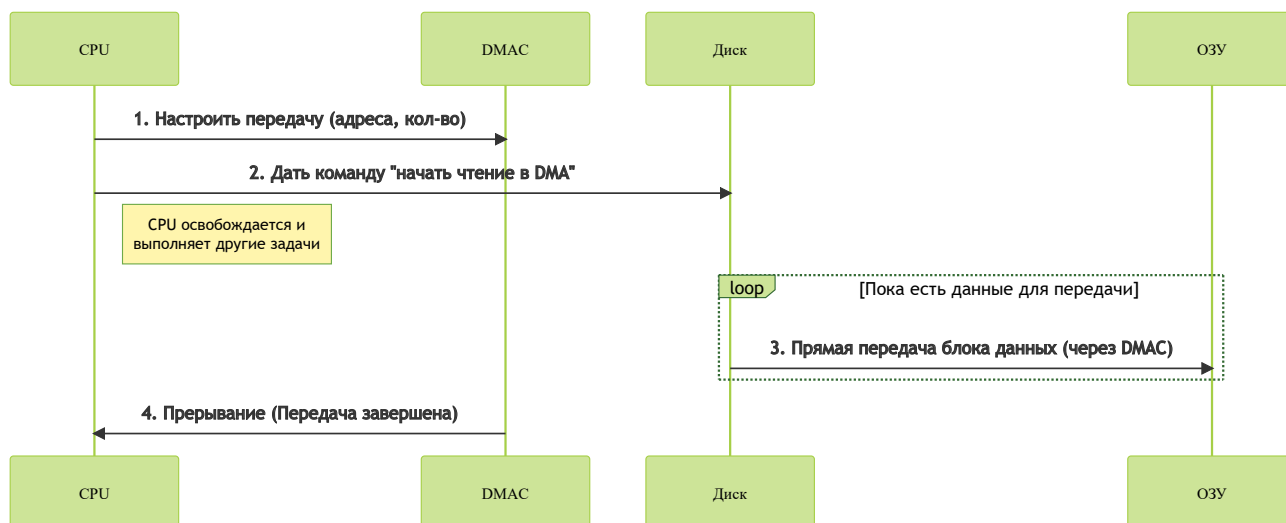 CPU
DMAC
Диск
ОЗУ
1. Настроить передачу (адреса, кол-во)
2. Дать команду "начать чтение в DMA"
CPU освобождается и
выполняет другие задачи
loop
[Пока есть данные для передачи]
3. Прямая передача блока данных (через DMAC)
4. Прерывание (Передача завершена)
CPU
DMAC
Диск
ОЗУ